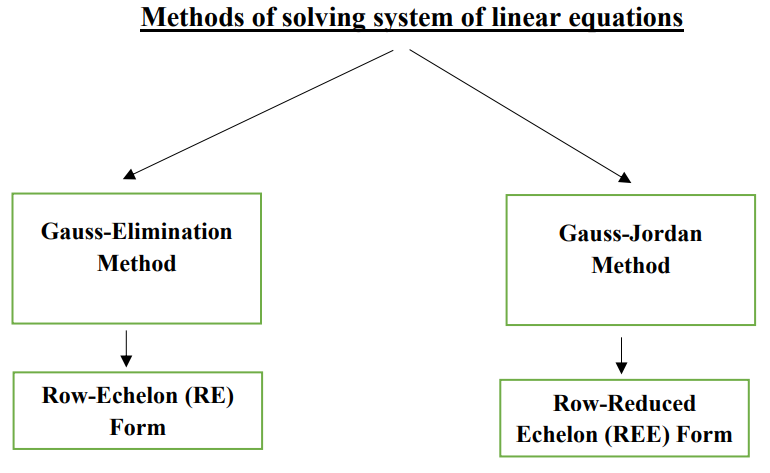 Methods of solving system of linear equations
Gauss-Elimination
Method
Gauss-Jordan
Method
Row-Echelon (RE)
Form
Row-Reduced
Echelon (REE) Form